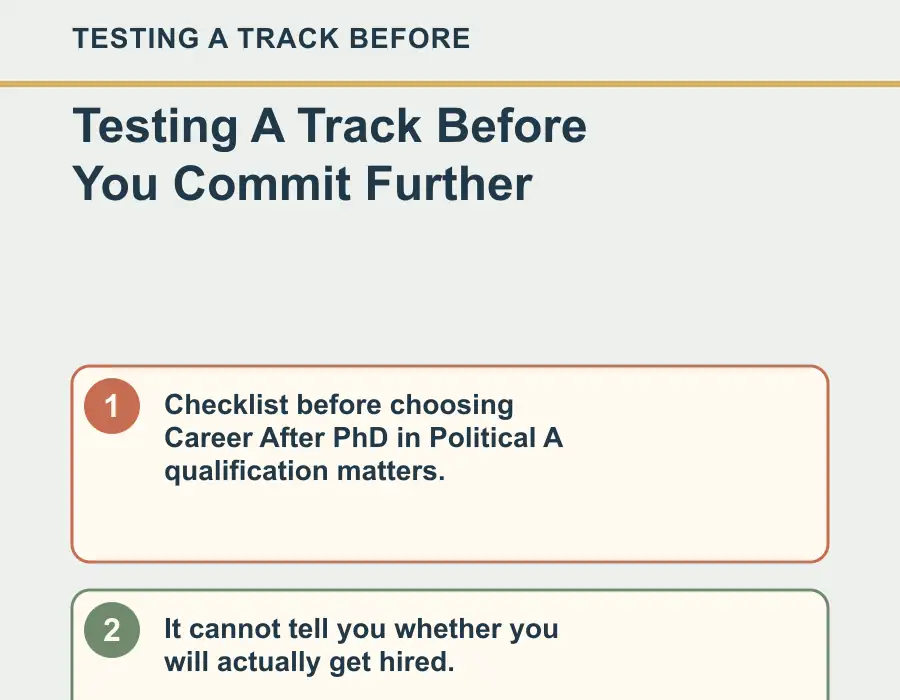 TESTING A TRACK BEFORE
Testing A Track Before
You Commit Further
1
Checklist before choosing
Career After PhD in Political A
qualification matters.
2
It cannot tell you whether you
will actually get hired.